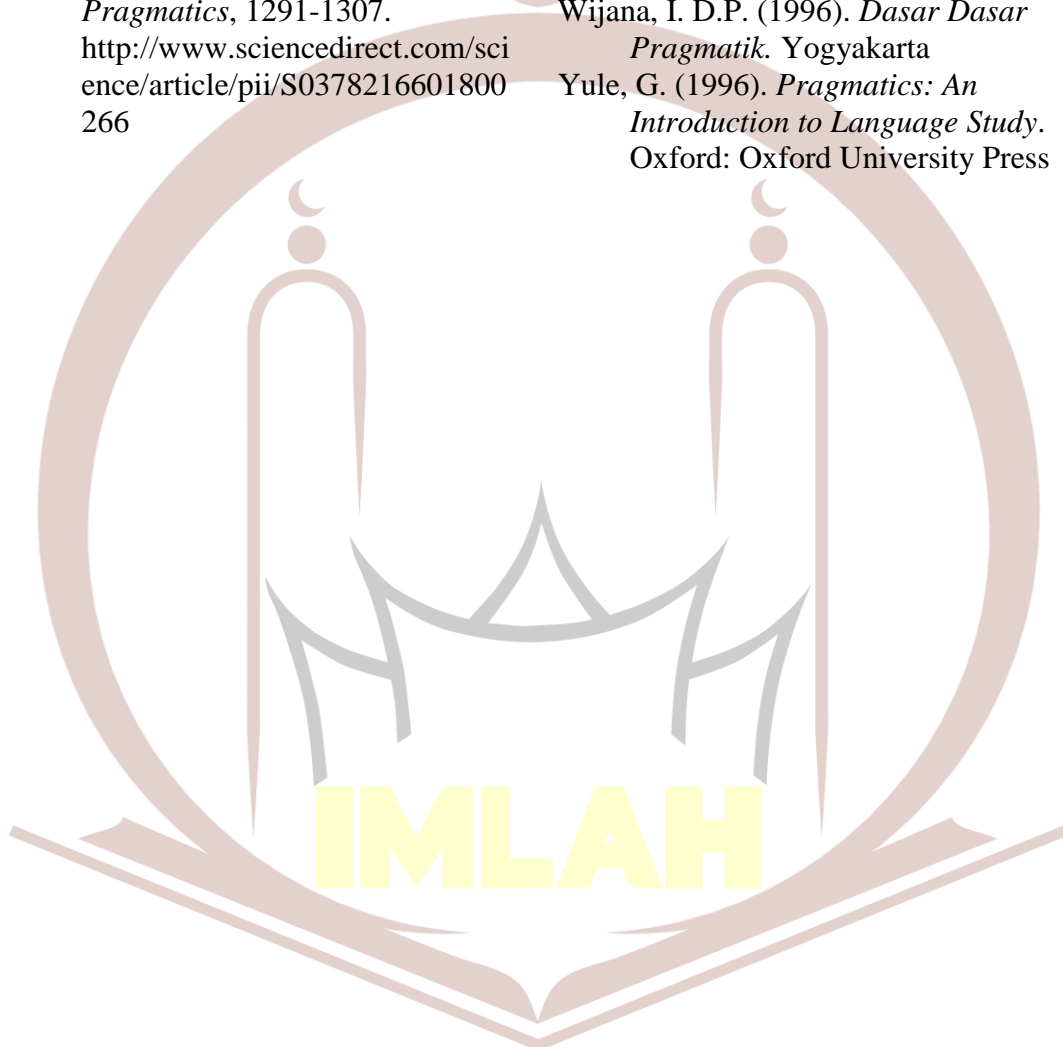 Pragmatics, 1291-1307.
http://www.sciencedirect.com/sci
ence/article/pii/S0378216601800
266
Wijana, I. D.P. (1996). Dasar Dasar
Pragmatik. Yogyakarta
Yule, G. (1996). Pragmatics: An
Introduction to Language Study.
Oxford: Oxford University Press
IMLAH